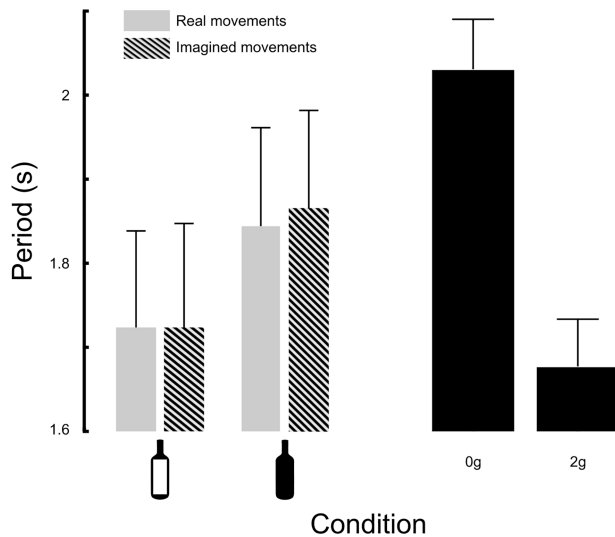 Real movements
Imagined movements
Period (s)
2
1.8
1.6
0g 2g
Condition